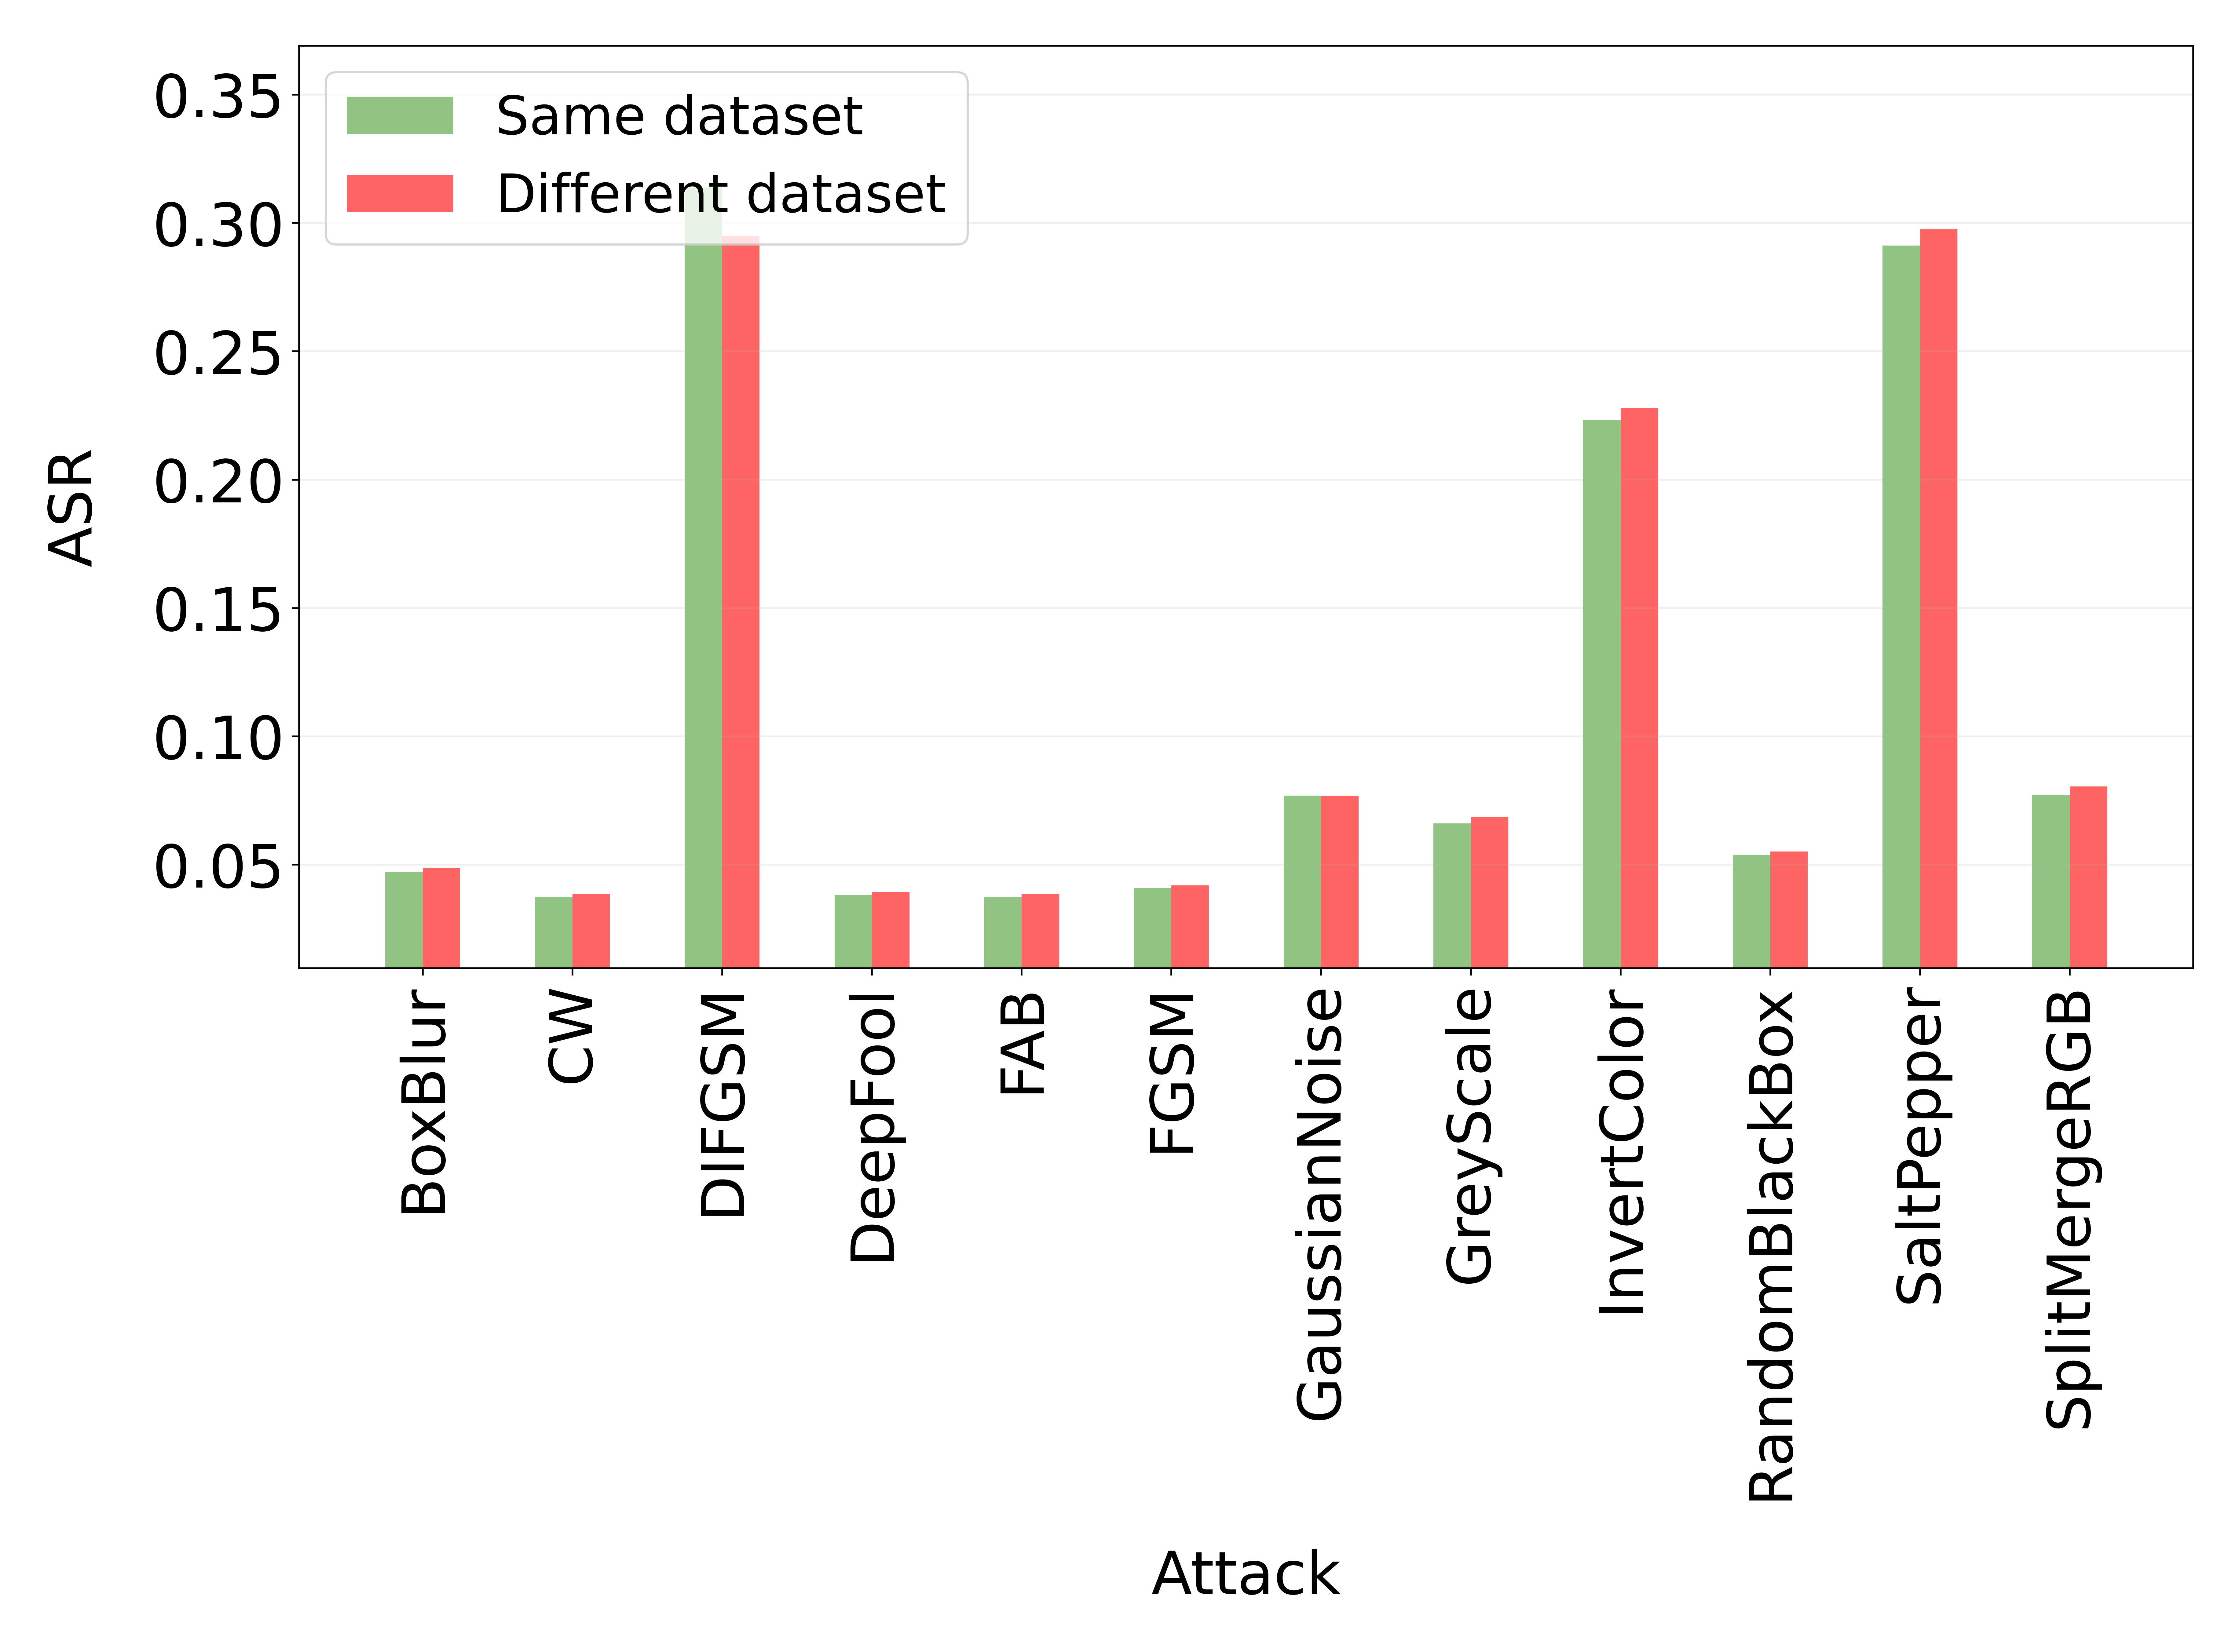 Same dataset
Different dataset
ASR
0.35
0.30
0.25
0.20
0.15
0.10
0.05
BoxBlur
CW
DIFGSM
DeepFool
FAB
FGSM
GaussianNoise
GreyScale
InvertColor
RandomBlackBox
SaltPepper
SplitMergeRGB
Attack